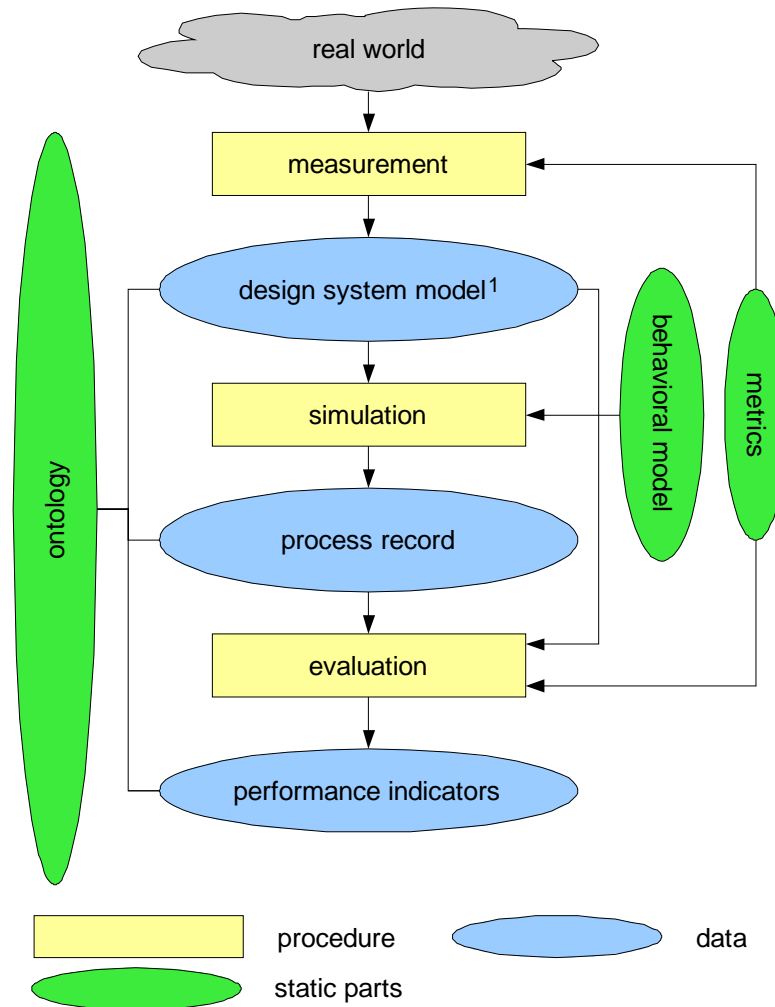 real world
measurement
design system model1
simulation
process record
evaluation
performance indicators
ontology
behavioral model
metrics
procedure
data
static parts